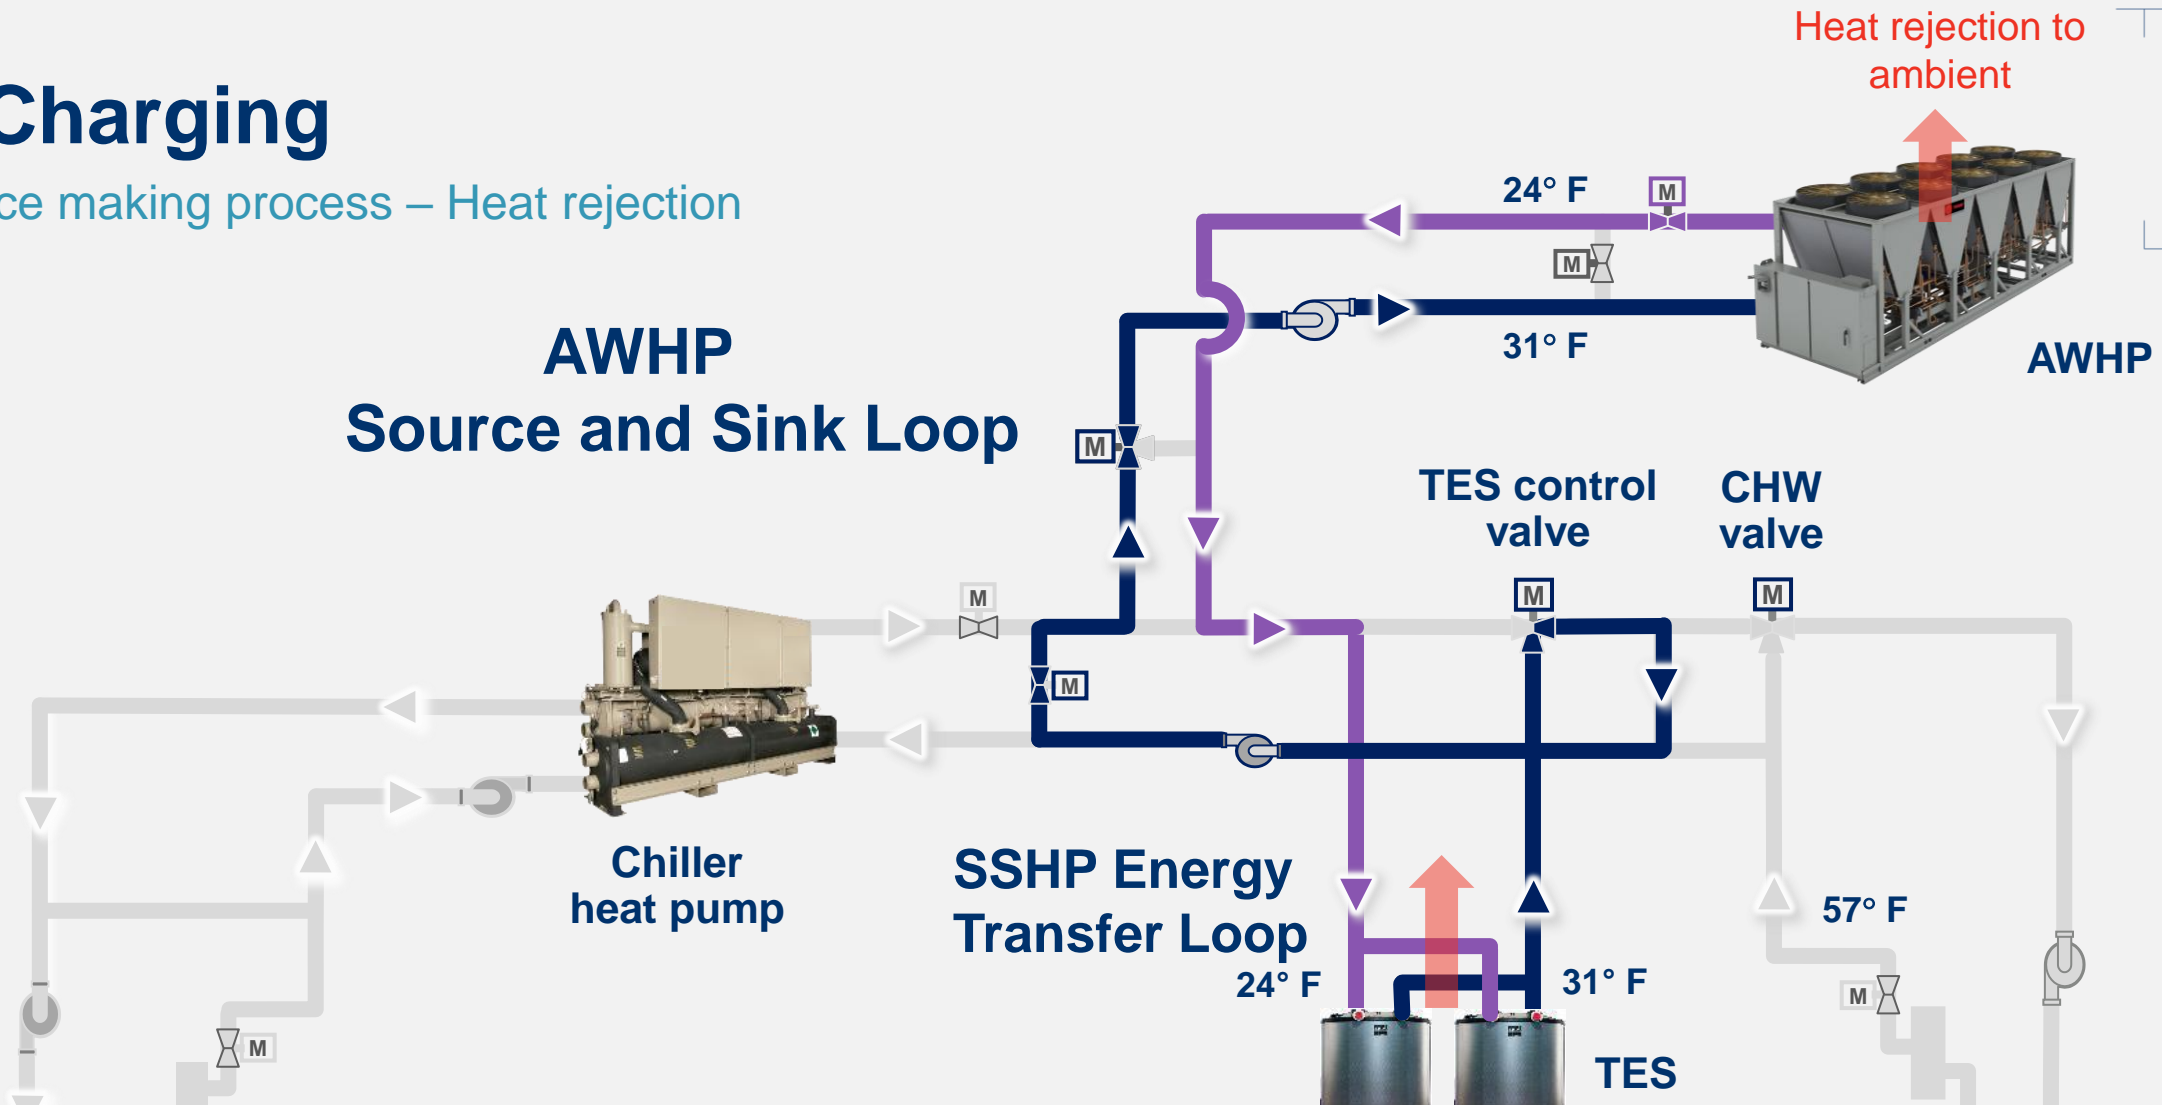 Heat rejection to
ambient
Charging
ce making process – Heat rejection
24° F
M
M
31° F
AWHP
AWHP
Source and Sink Loop
M
TES control
valve
CHW
valve
M
M
M
M
Chiller
heat pump
SSHP Energy
Transfer Loop
57° F
24° F
31° F
M
M
TES